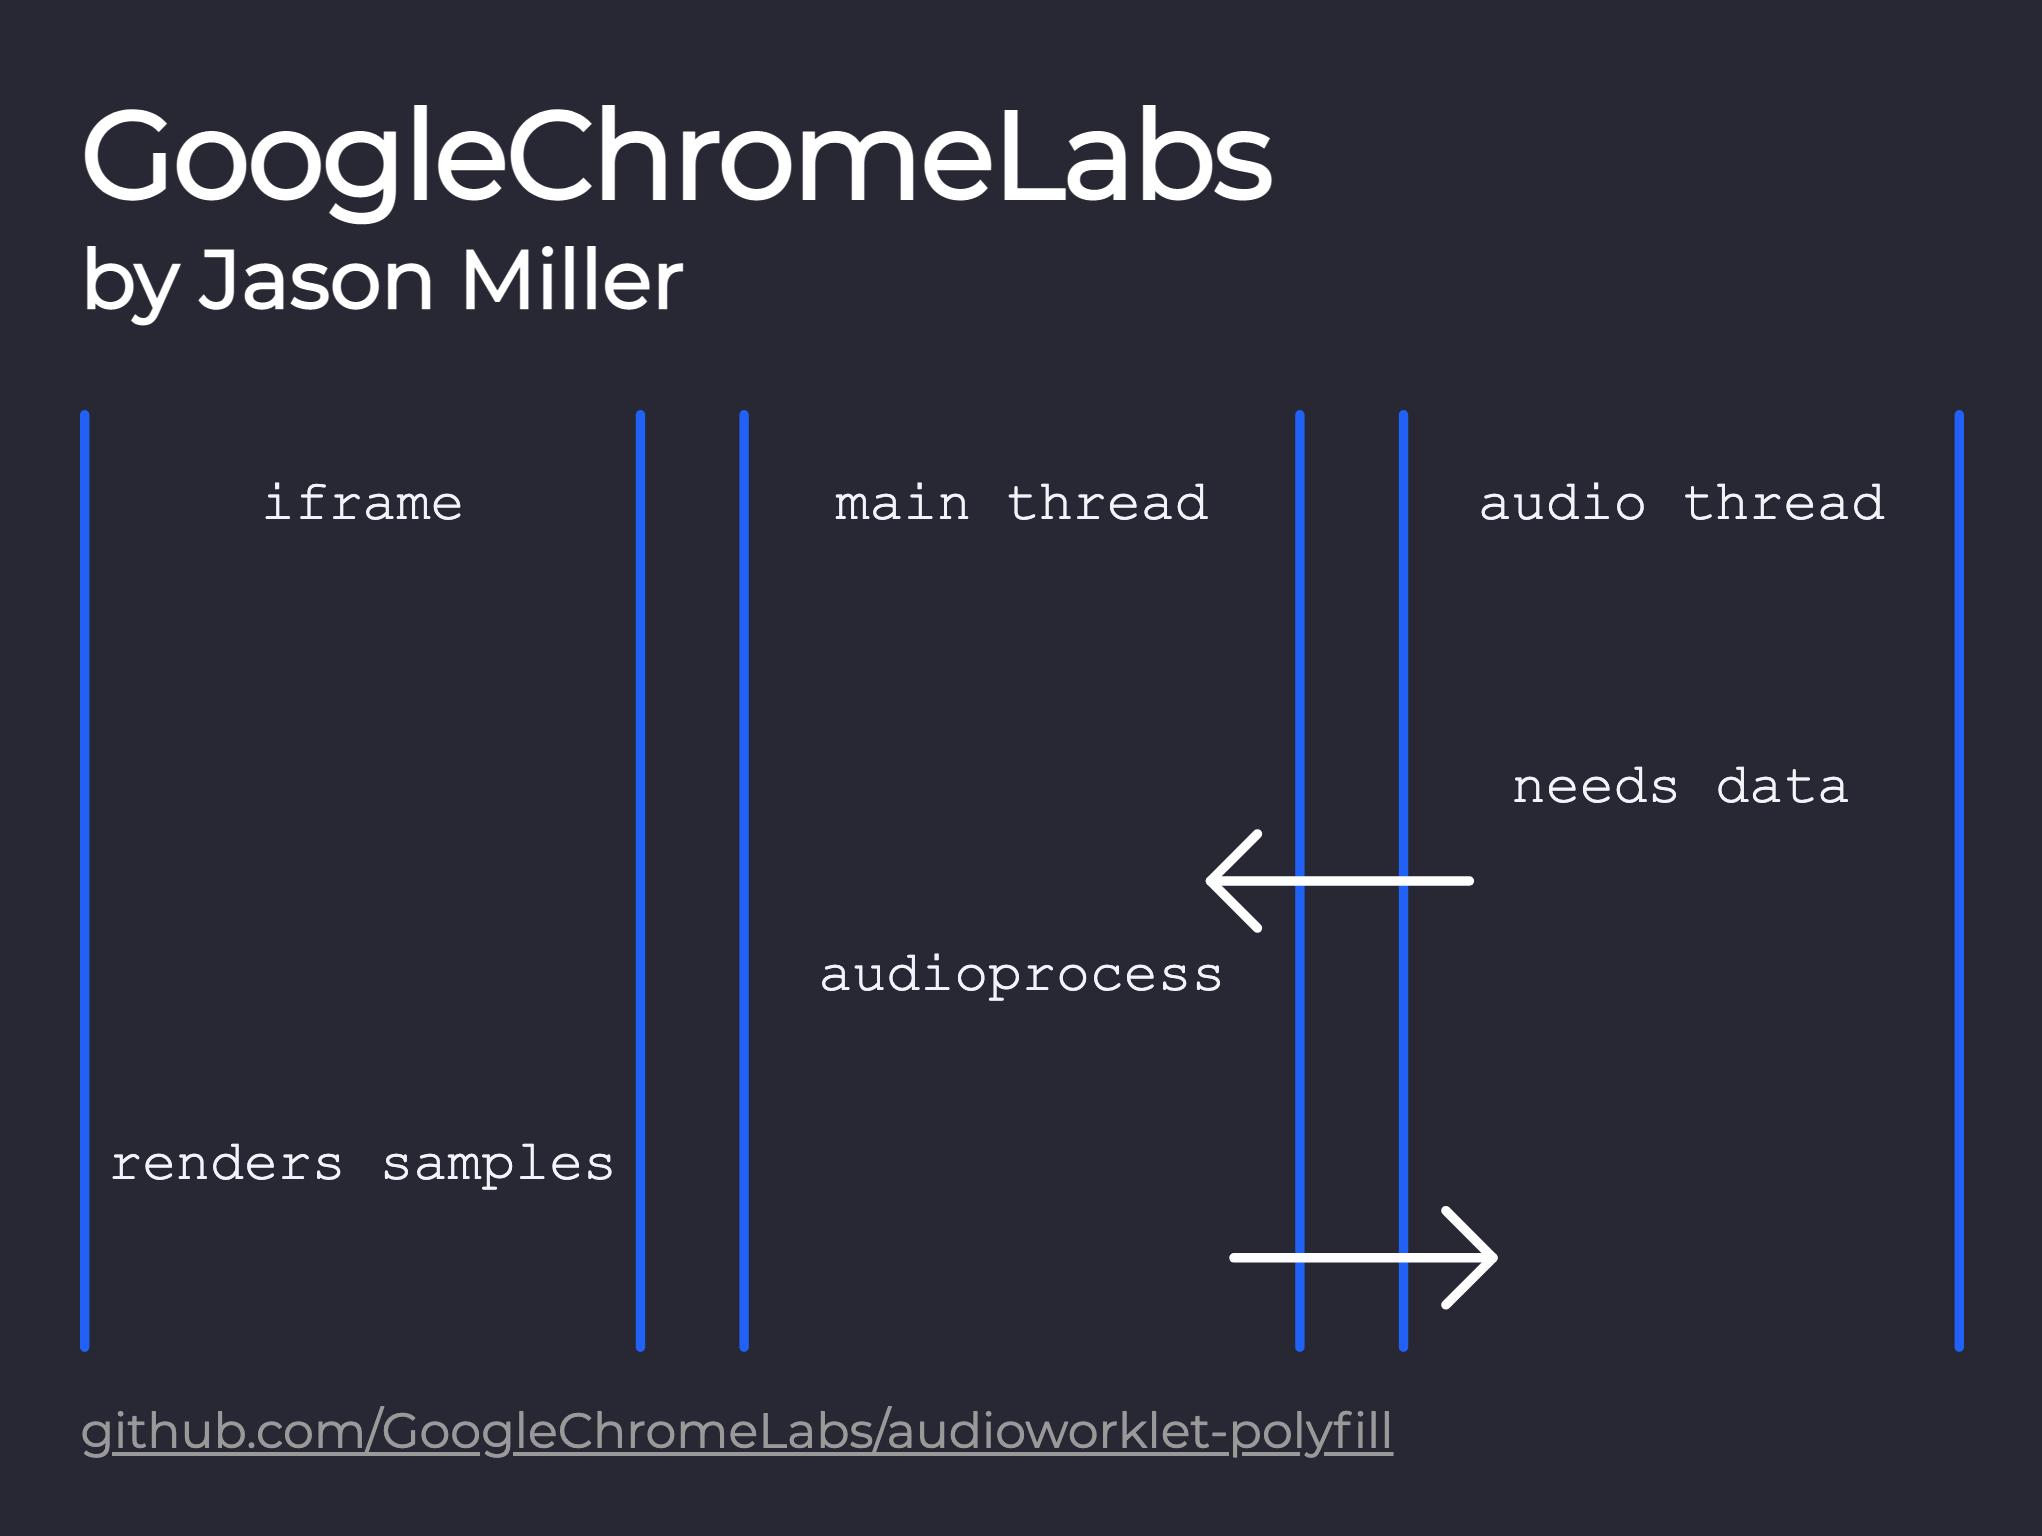 GoogleChromeLabs
by Jason Miller
iframe
main thread
audio thread
needs data
audioprocess
renders samples
github.com/GoogleChromeLabs/audioworklet-polyfill